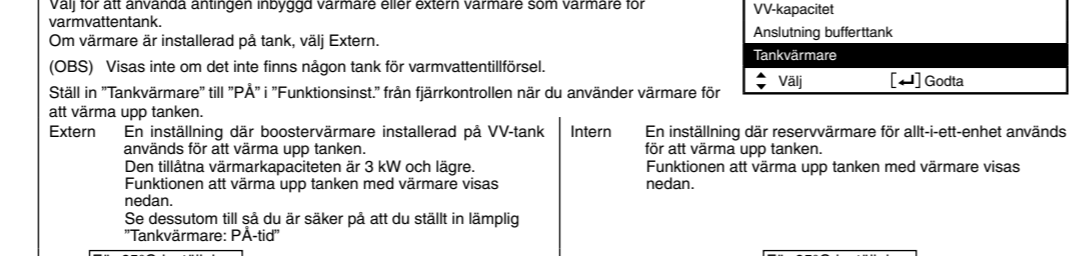 Välj för att använda antingen inbyggd värmare eller extern värmare som värmare för
varmvattentank.
Om värmare är installerad på tank, välj Extern.
(OBS) Visas inte om det inte finns någon tank för varmvattentillförsel.
Ställ in ”Tankvärmare” till ”PÅ” i ”Funktionsinst.” från fjärrkontrollen när du använder värmare för
att värma upp tanken.
VV-kapacitet
Anslutning bufferttank
Tankvärmare
Välj [↵] Godta
Extern En inställning där boostervärmare installerad på VV-tank
används för att värma upp tanken.
Den tillåtna värmarkapaciteten är 3 kW och lägre.
Funktionen att värma upp tanken med värmare visas
nedan.
Se dessutom till så du är säker på att du ställt in lämplig
”Tankvärmare: PÅ-tid”
Intern En inställning där reservvärmare för allt-i-ett-enhet används
för att värma upp tanken.
Funktionen att värma upp tanken med värmare visas
nedan.